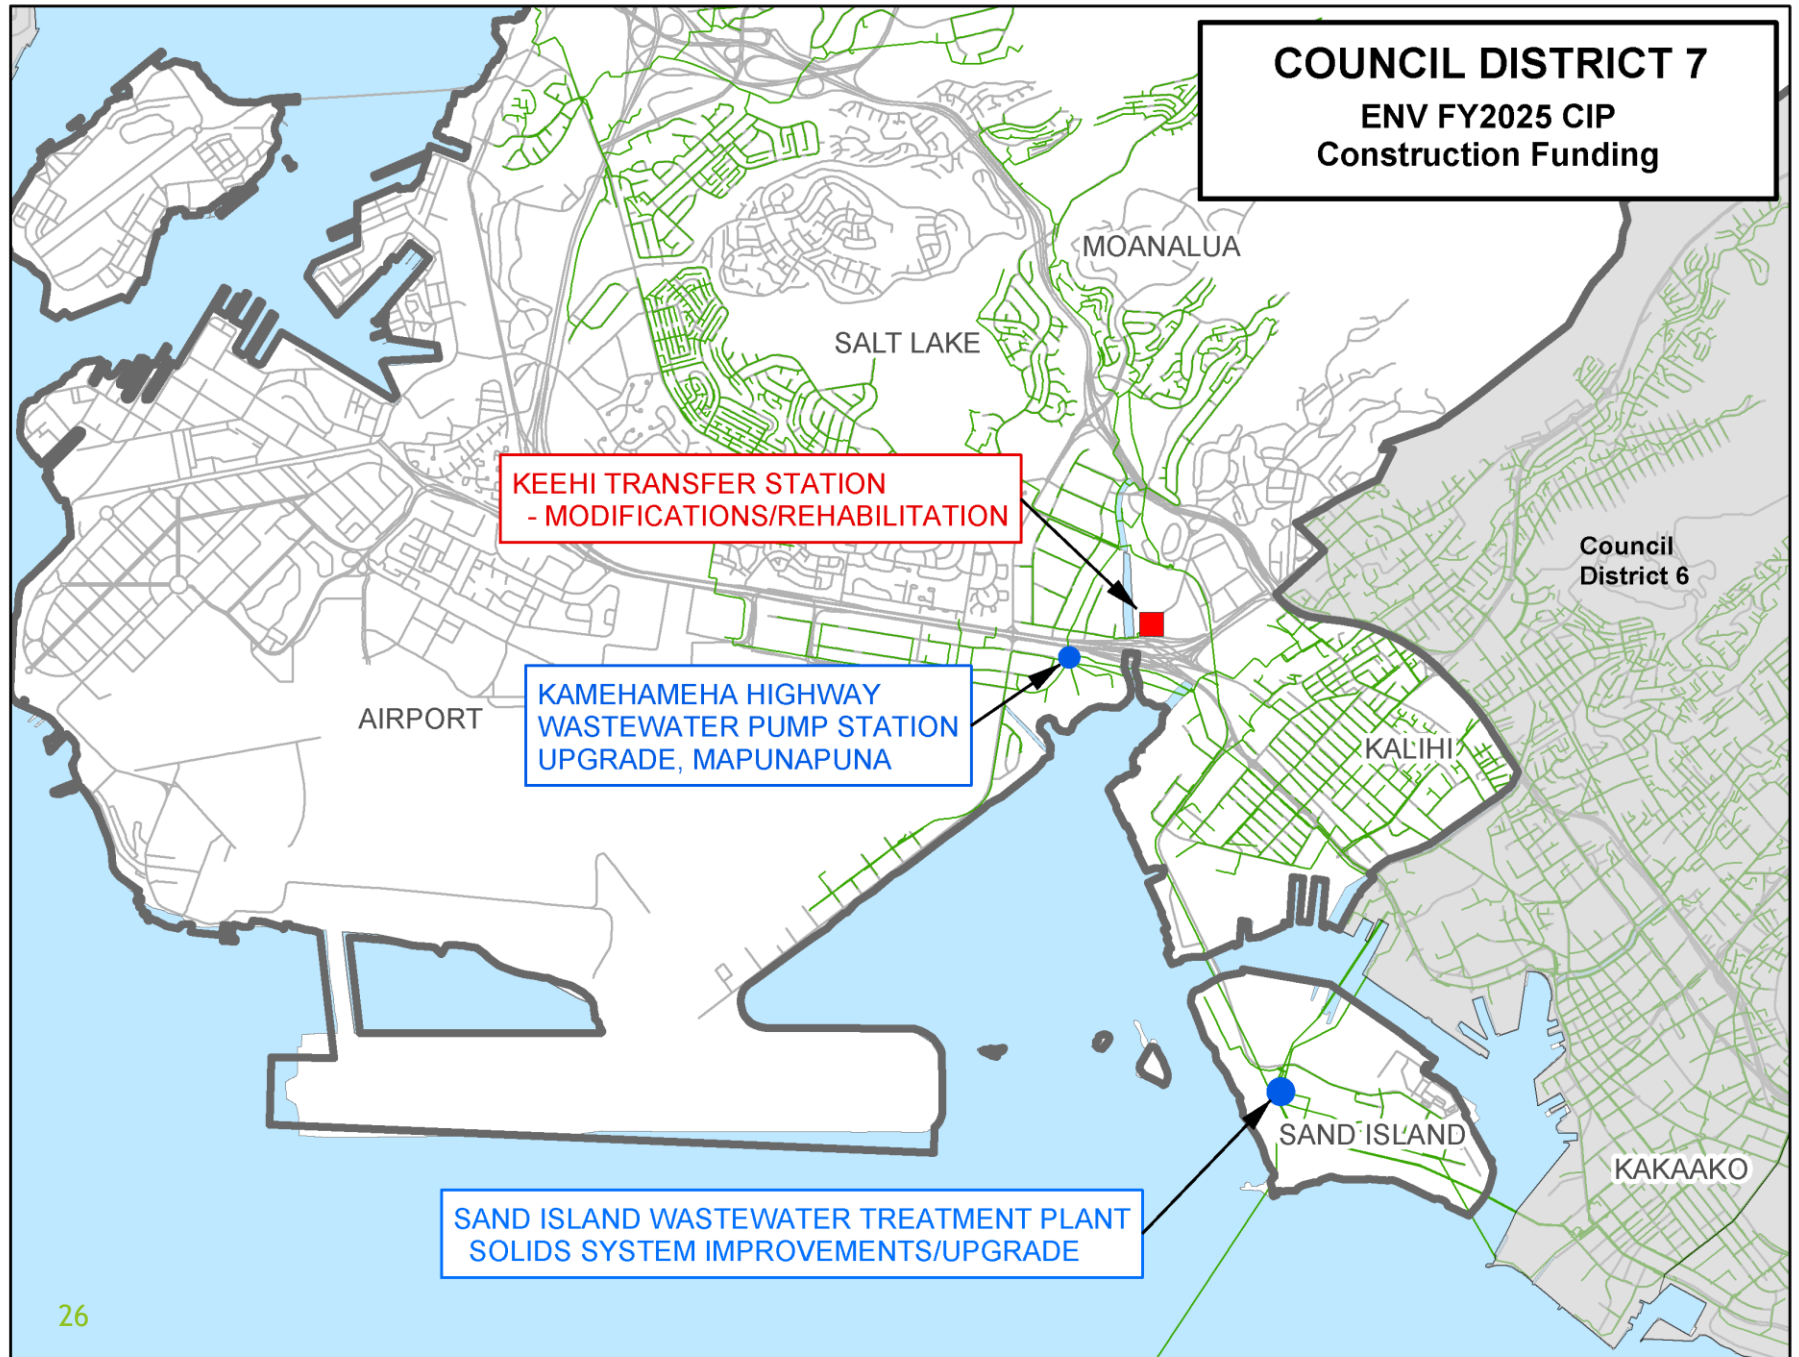 COUNCIL DISTRICT 7
ENV FY2025 CIP
Construction Funding
MOANALUA
SALT LAKE
KEEHI TRANSFER STATION
- MODIFICATIONS/REHABILITATION
Council
District 6
KAMEHAMEHA HIGHWAY
WASTEWATER PUMP STATION
UPGRADE, MAPUNAPUNA
AIRPORT
KALIHI
SAND ISLAND
KAKAAKO
SAND ISLAND WASTEWATER TREATMENT PLANT
SOLIDS SYSTEM IMPROVEMENTS/UPGRADE
26